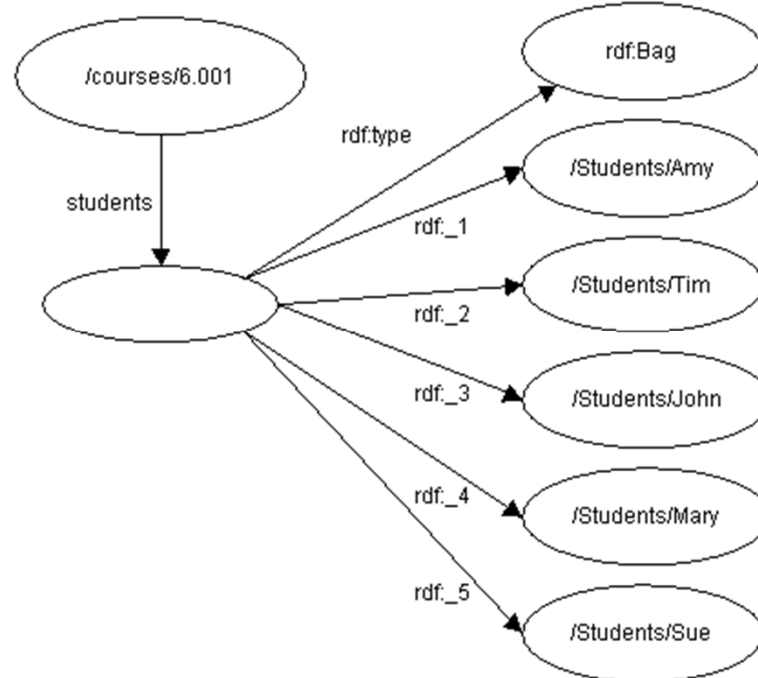 /courses/6.001
students
rdf:type
rdf:Bag
rdf:_1
/Students/Amy
rdf:_2
/Students/Tim
rdf:_3
/Students/John
rdf:_4
/Students/Mary
rdf:_5
/Students/Sue